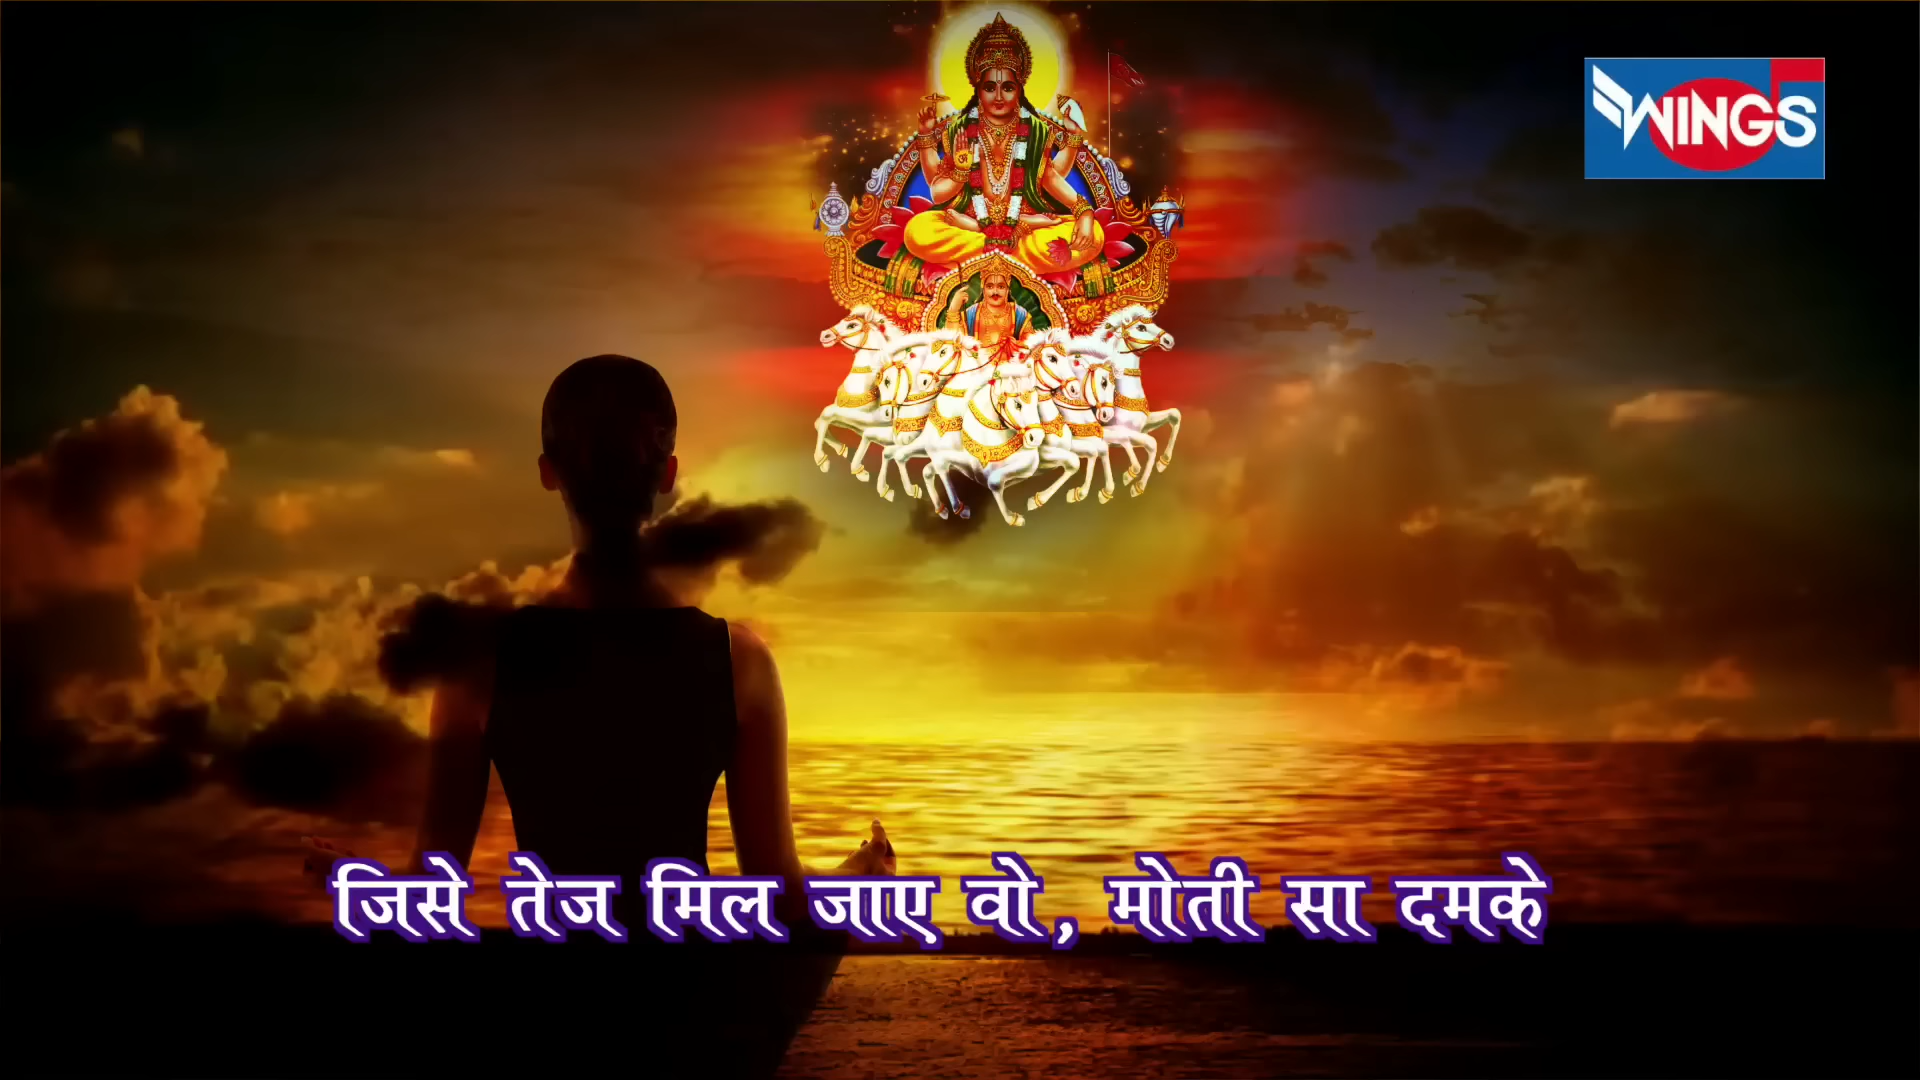 WINGS
जिसे तेज मिल जाए वो, मोती सा दमके